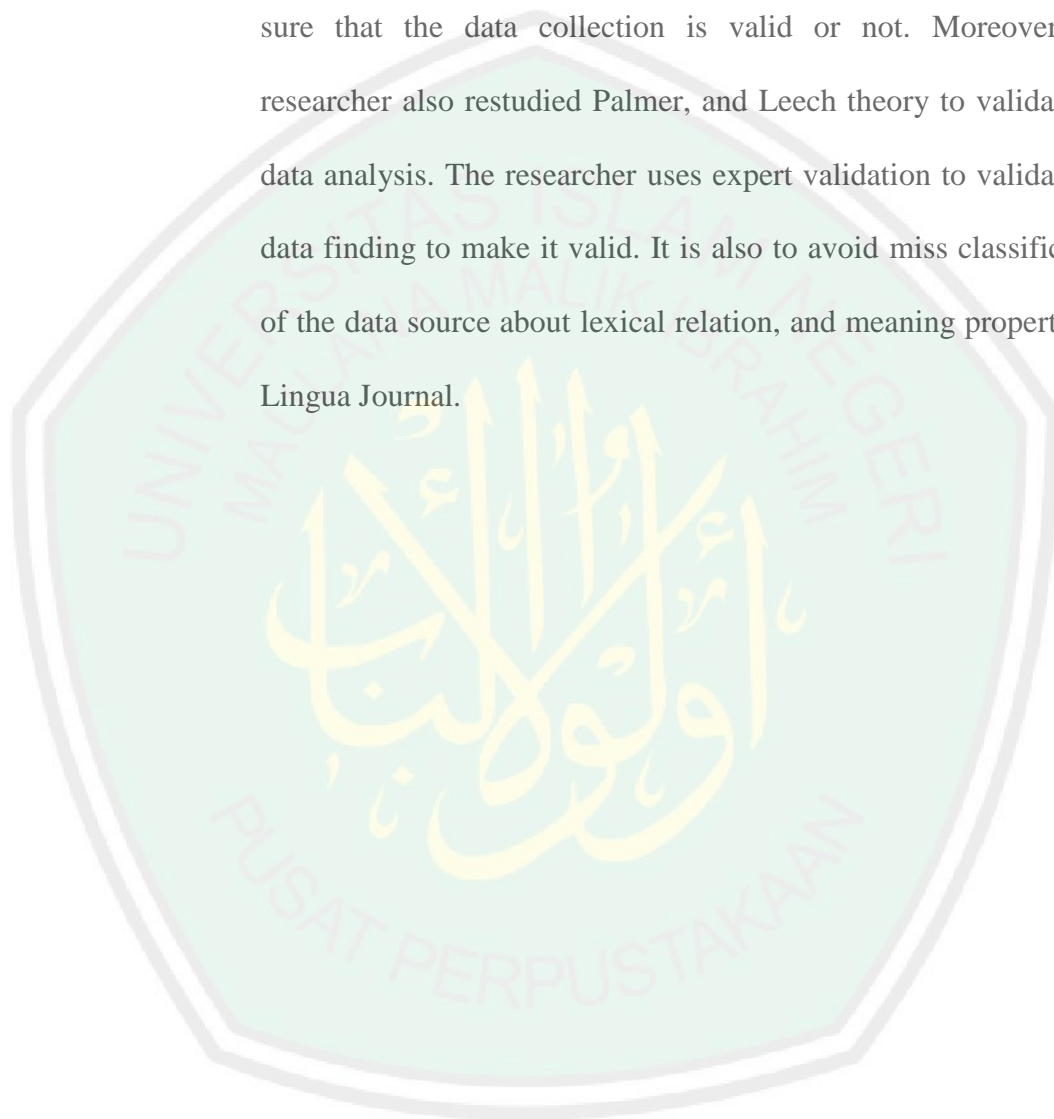 sure that the data collection is valid or not. Moreover
researcher also restudied Palmer, and Leech theory to valida
data analysis. The researcher uses expert validation to valida
data finding to make it valid. It is also to avoid miss classific
of the data source about lexical relation, and meaning propert
Lingua Journal.
UNIVERSITAS ISLAM NEGERI
MAULANA MALIK IBRAHIM
أولوا الألباب
PUSAT PERPUSTAKAAN